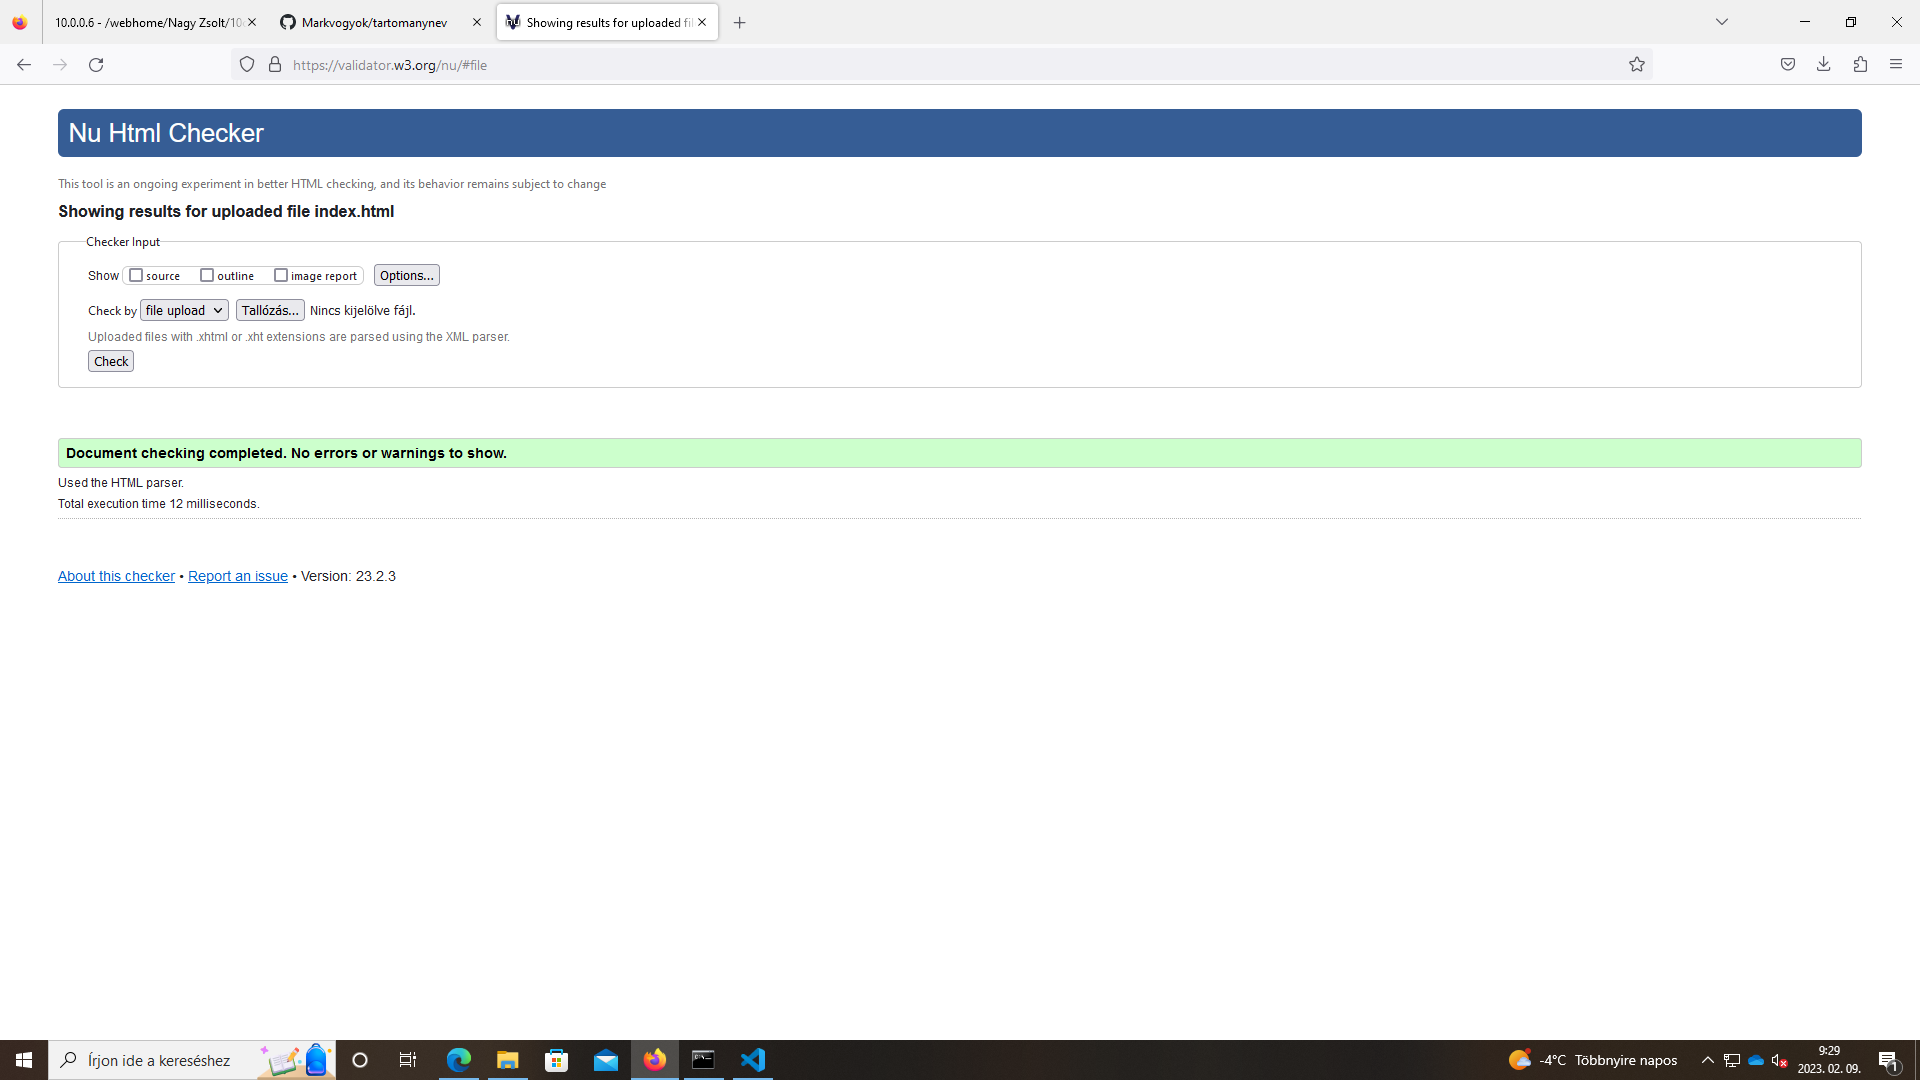 10.0.0.6 - /webhome/Nagy Zsolt/10
Markvogyok/tartomanynev
Showing results for uploaded fi
https://validator.w3.org/nu/#file
Nu Html Checker
This tool is an ongoing experiment in better HTML checking, and its behavior remains subject to change
Showing results for uploaded file index.html
Checker Input
Show source outline image report Options...
Check by file upload Tallózás... Nincs kijelölve fájl.
Uploaded files with .xhtml or .xht extensions are parsed using the XML parser.
Check
Document checking completed. No errors or warnings to show.
Used the HTML parser.
Total execution time 12 milliseconds.
About this checker • Report an issue • Version: 23.2.3
Írjon ide a kereséshez
-4°C Többnyire napos
9:29
2023. 02. 09.
1